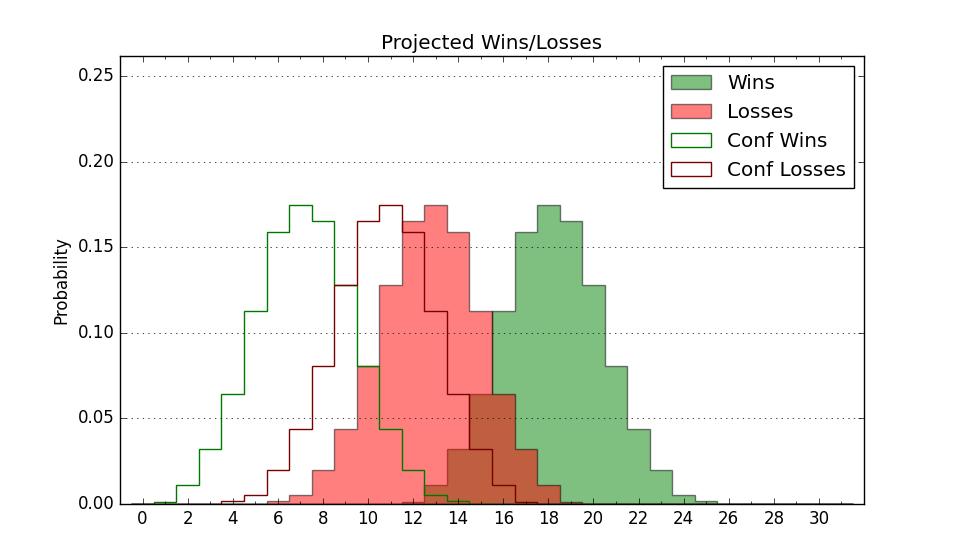 Projected Wins/Losses
0.25
0.20
0.15
0.10
0.05
0.00
Probability
Wins
Losses
Conf Wins
Conf Losses
0 2 4 6 8 10 12 14 16 18 20 22 24 26 28 30